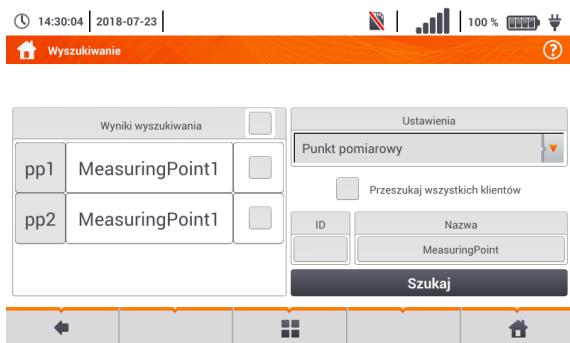 14:30:04 2018-07-23 100 %
Wyszukiwanie ?
Wyniki wyszukiwania
pp1 MeasuringPoint1
pp2 MeasuringPoint1
Ustawienia
Punkt pomiarowy
Przeszukaj wszystkich klientów
ID Nazwa
MeasuringPoint
Szukaj